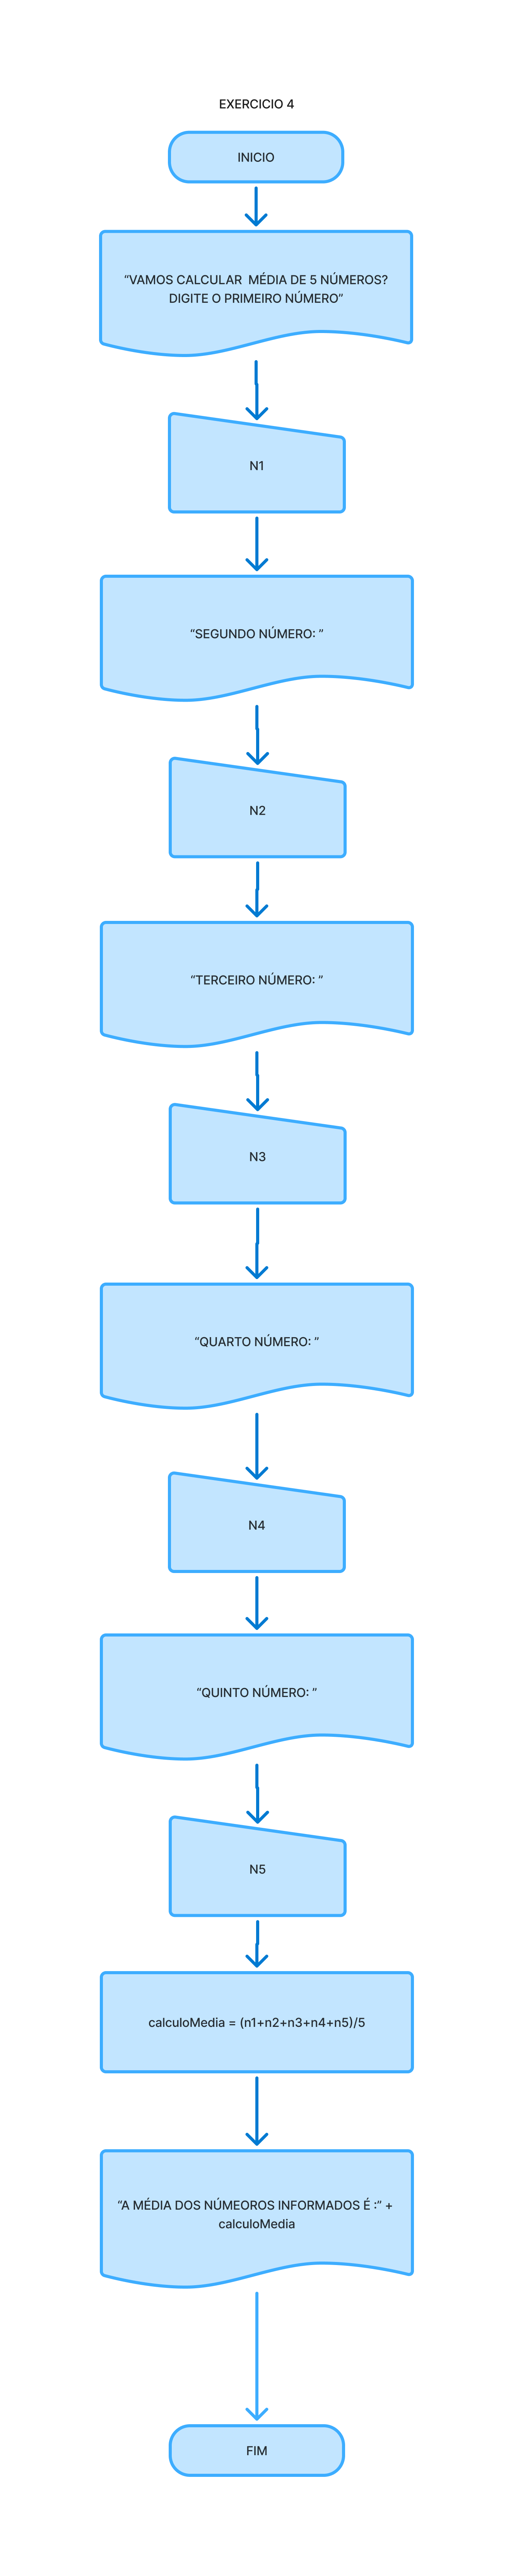 EXERCICIO 4
INICIO
“VAMOS CALCULAR  MÉDIA DE 5 NÚMEROS?
DIGITE O PRIMEIRO NÚMERO”
N1
“SEGUNDO NÚMERO: ”
N2
“TERCEIRO NÚMERO: ”
N3
“QUARTO NÚMERO: ”
N4
“QUINTO NÚMERO: ”
N5
calculoMedia = (n1+n2+n3+n4+n5)/5
“A MÉDIA DOS NÚMEOROS INFORMADOS É :” +
calculoMedia
FIM